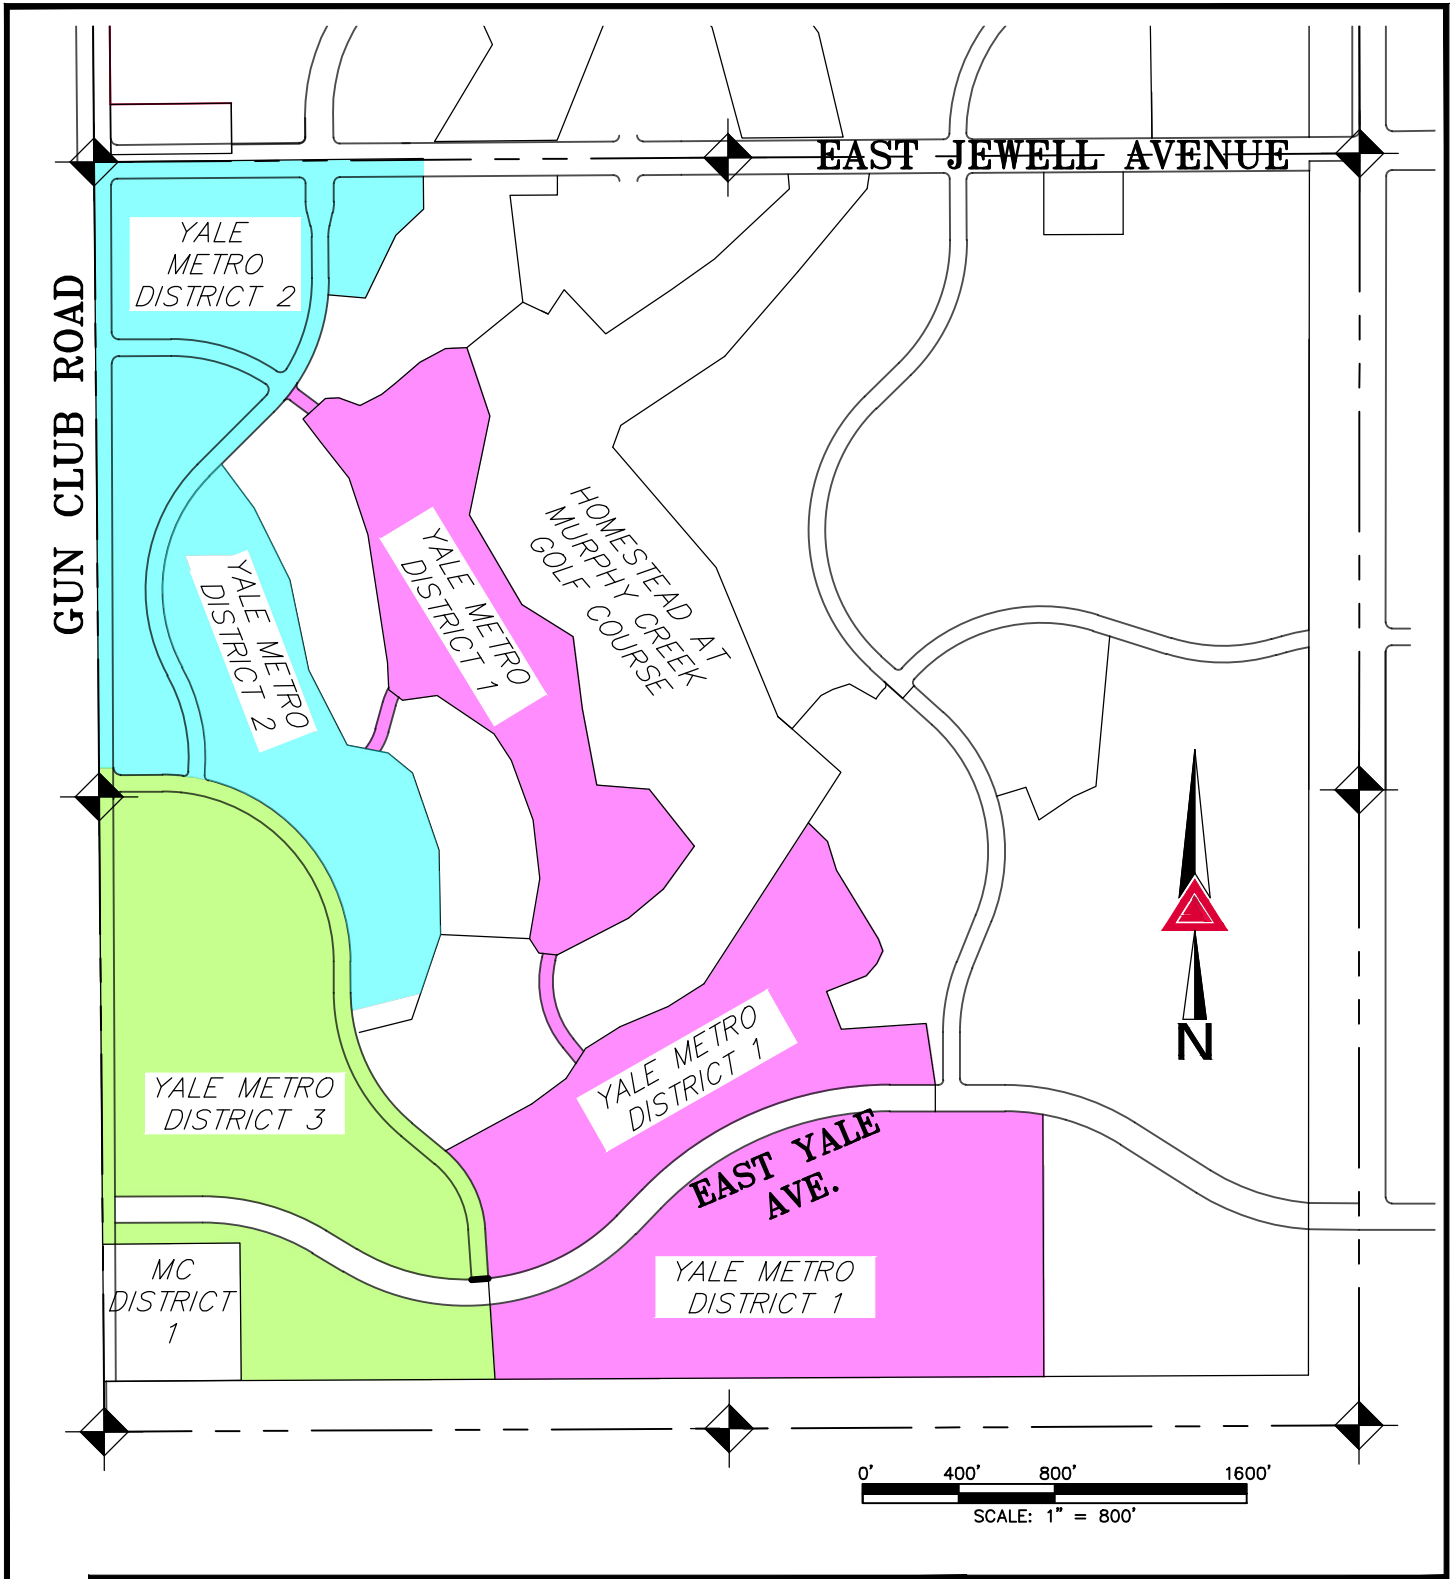 EAST JEWELL AVENUE
YALE
METRO
DISTRICT 2
GUN CLUB ROAD
HOMESTEAD AT
MURPHY CREEK
GOLF COURSE
YALE METRO
DISTRICT 1
YALE METRO
DISTRICT 2
N
YALE METRO
DISTRICT 1
YALE METRO
DISTRICT 3
EAST YALE
AVE.
MC
DISTRICT
1
YALE METRO
DISTRICT 1
0' 400' 800' 1600'
SCALE: 1" = 800'